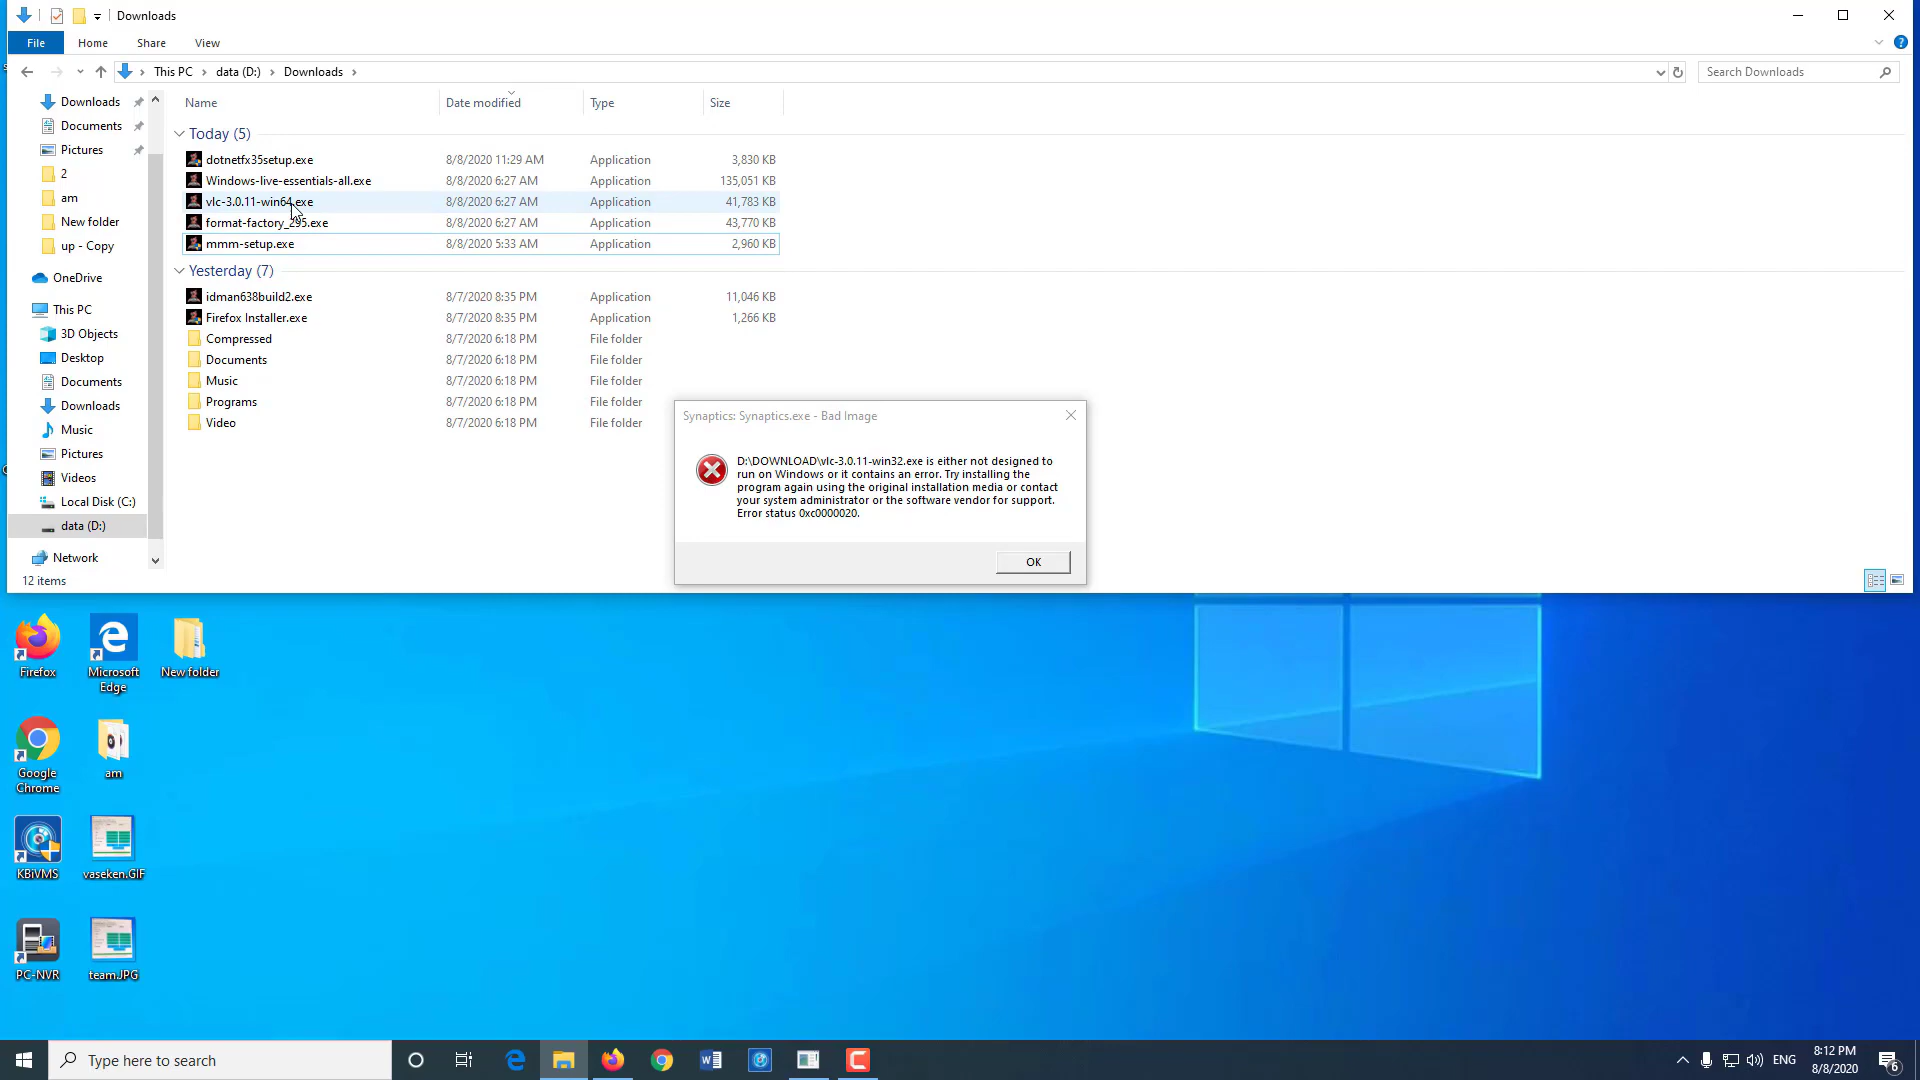 Downloads
File Home Share View
This PC data (D:) Downloads
Search Downloads
Name Date modified Type Size
Downloads
Documents
Pictures
2
am
New folder
up - Copy
OneDrive
This PC
3D Objects
Desktop
Documents
Downloads
Music
Pictures
Videos
Local Disk (C:)
data (D:)
Network
Today (5)
dotnetfx35setup.exe 8/8/2020 11:29 AM Application 3,830 KB
Windows-live-essentials-all.exe 8/8/2020 6:27 AM Application 135,051 KB
vlc-3.0.11-win64.exe 8/8/2020 6:27 AM Application 41,783 KB
format-factory_295.exe 8/8/2020 6:27 AM Application 43,770 KB
mmm-setup.exe 8/8/2020 5:33 AM Application 2,960 KB
Yesterday (7)
idman638build2.exe 8/7/2020 8:35 PM Application 11,046 KB
Firefox Installer.exe 8/7/2020 8:35 PM Application 1,266 KB
Compressed 8/7/2020 6:18 PM File folder
Documents 8/7/2020 6:18 PM File folder
Music 8/7/2020 6:18 PM File folder
Programs 8/7/2020 6:18 PM File folder
Video 8/7/2020 6:18 PM File folder
12 items
Synaptics: Synaptics.exe - Bad Image
D:\DOWNLOAD\vlc-3.0.11-win32.exe is either not designed to
run on Windows or it contains an error. Try installing the
program again using the original installation media or contact
your system administrator or the software vendor for support.
Error status 0xc0000020.
OK
Firefox
Microsoft
Edge
New folder
Google
Chrome
am
KBiVMS
vaseken.GIF
PC-NVR
team.JPG
Type here to search
ENG
8:12 PM
8/8/2020
6